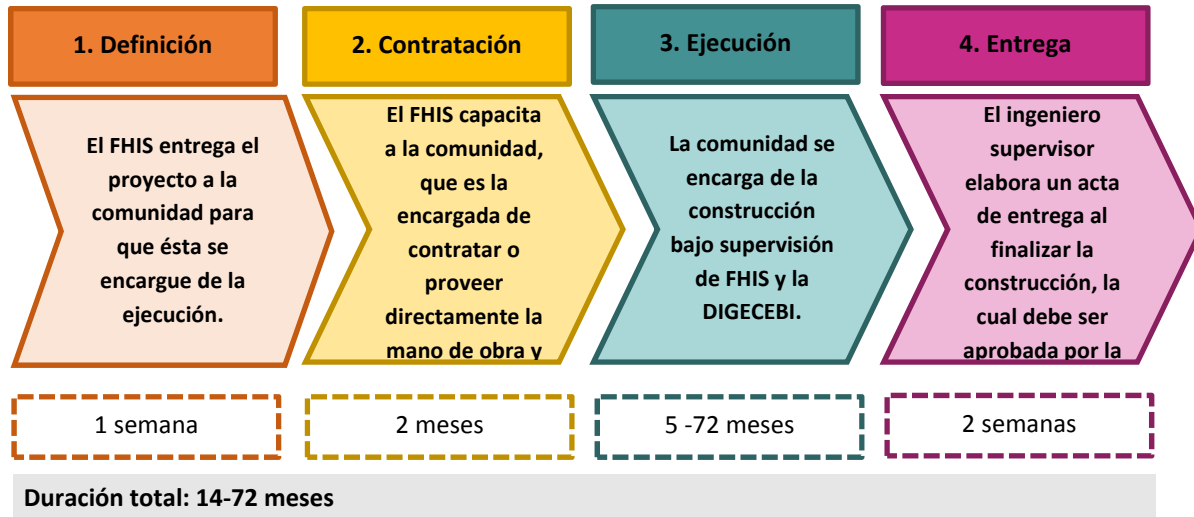 1. Definición
2. Contratación
3. Ejecución
4. Entrega
El FHIS entrega el
proyecto a la
comunidad para
que ésta se
encargue de la
ejecución.
El FHIS capacita
a la comunidad,
que es la
encargada de
contratar o
proveer
directamente la
mano de obra y
La comunidad se
encarga de la
construcción
bajo supervisión
de FHIS y la
DIGECEBI.
El ingeniero
supervisor
elabora un acta
de entrega al
finalizar la
construcción, la
cual debe ser
aprobada por la
1 semana
2 meses
5 -72 meses
2 semanas
Duración total: 14-72 meses